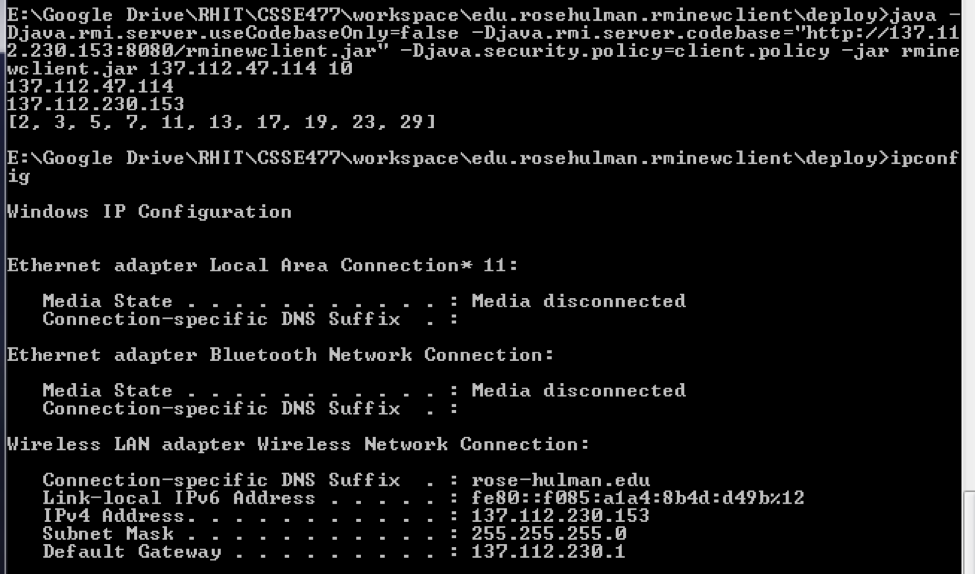 E:\Google Drive\RHIT\CSSE477\workspace\edu.rosehulman.rminewclient\deploy>java -
Djava.rmi.server.useCodebaseOnly=false -Djava.rmi.server.codebase="http://137.11
2.230.153:8080/rminewclient.jar" -Djava.security.policy=client.policy -jar rmine
wclient.jar 137.112.47.114 10
137.112.47.114
137.112.230.153
[2, 3, 5, 7, 11, 13, 17, 19, 23, 29]
E:\Google Drive\RHIT\CSSE477\workspace\edu.rosehulman.rminewclient\deploy>ipconf
ig
Windows IP Configuration
Ethernet adapter Local Area Connection* 11:
Media State . . . . . . . . . . . : Media disconnected
Connection-specific DNS Suffix  . :
Ethernet adapter Bluetooth Network Connection:
Media State . . . . . . . . . . . : Media disconnected
Connection-specific DNS Suffix  . :
Wireless LAN adapter Wireless Network Connection:
Connection-specific DNS Suffix  . : rose-hulman.edu
Link-local IPv6 Address . . . . . : fe80::f085:a1a4:8b4d:d49b%12
IPv4 Address. . . . . . . . . . . : 137.112.230.153
Subnet Mask . . . . . . . . . . . : 255.255.255.0
Default Gateway . . . . . . . . . : 137.112.230.1